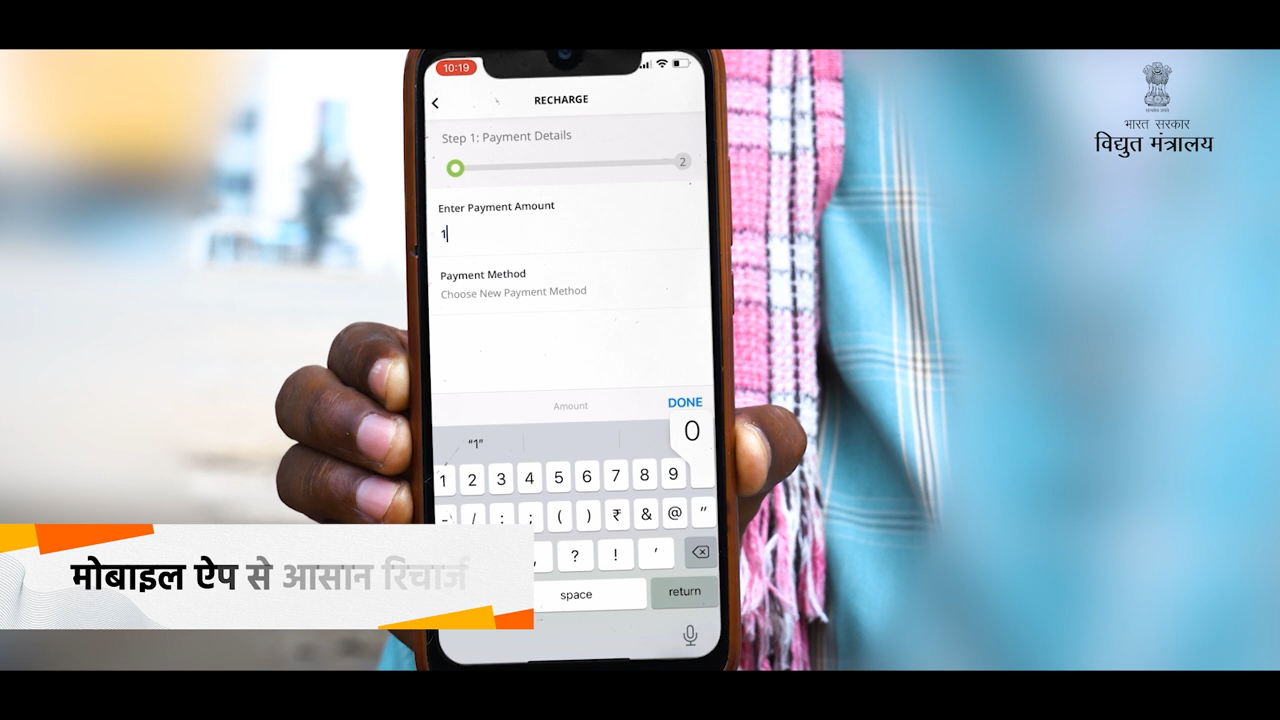 10:19
RECHARGE
Step 1: Payment Details
2
Enter Payment Amount
1
Payment Method
Choose New Payment Method
Amount
DONE
"1"
0
1 2 3 4 5 6 7 8 9
- / : ; ( ) ₹ & @ "
, ? ! '
space
return
भारत सरकार
विद्युत मंत्रालय
मोबाइल ऐप से आसान रिचार्ज